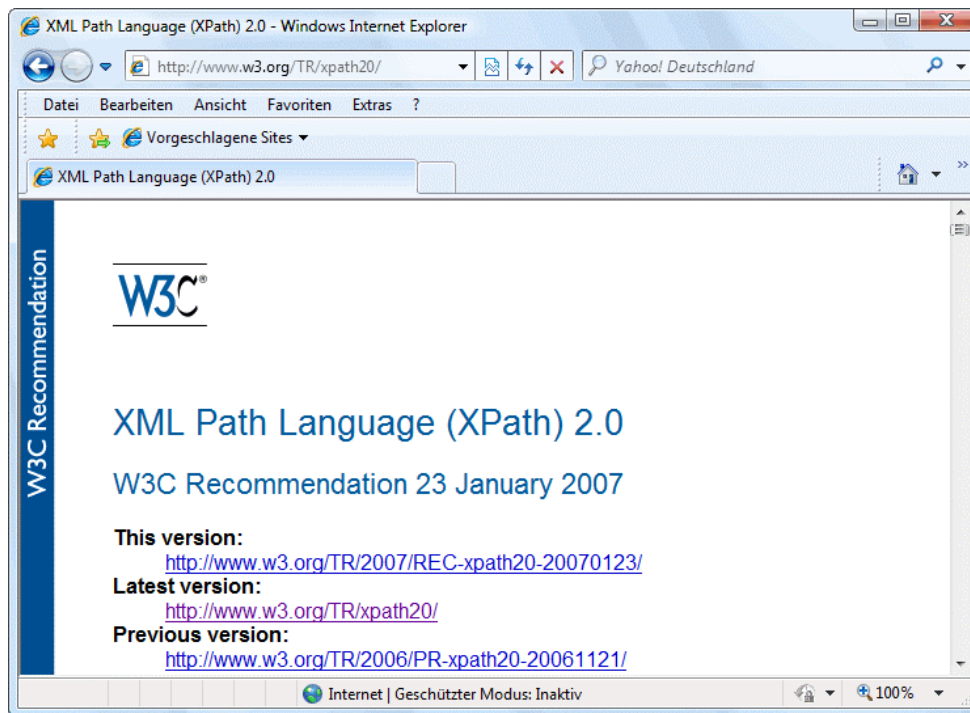 XML Path Language (XPath) 2.0 - Windows Internet Explorer
http://www.w3.org/TR/xpath20/
Yahoo! Deutschland
Datei Bearbeiten Ansicht Favoriten Extras ?
Vorgeschlagene Sites
XML Path Language (XPath) 2.0
W3C Recommendation
W3C®
XML Path Language (XPath) 2.0
W3C Recommendation 23 January 2007
This version:
http://www.w3.org/TR/2007/REC-xpath20-20070123/
Latest version:
http://www.w3.org/TR/xpath20/
Previous version:
http://www.w3.org/TR/2006/PR-xpath20-20061121/
Internet | Geschützter Modus: Inaktiv
100%